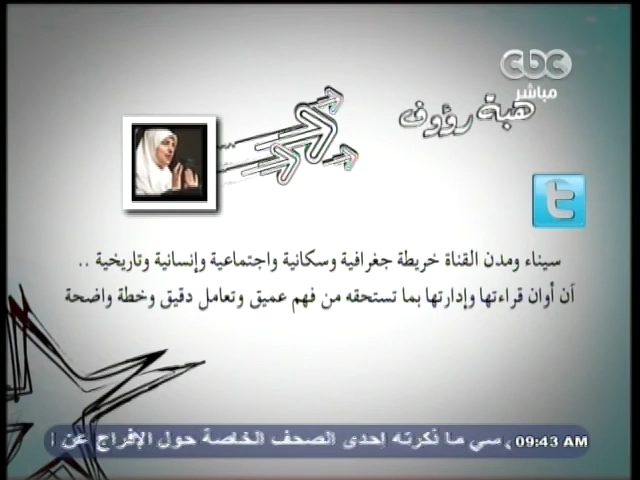 cbc
مباشر
هبة رؤوف
t
سيناء ومدن القناة خريطة جغرافية وسكانية واجتماعية وإنسانية وتاريخية ..
آن أوان قراءتها وإدارتها بما تستحقه من فهم عميق وتعامل دقيق وخطة واضحة
سي ما ذكرته إحدى الصحف الخاصة حول الإفراج عن
09:43 AM